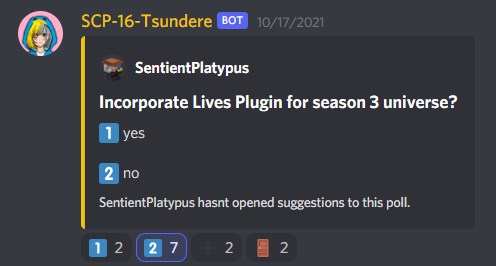 SCP-16-Tsundere BOT 10/17/2021
SentientPlatypus
Incorporate Lives Plugin for season 3 universe?
1 yes
2 no
SentientPlatypus hasnt opened suggestions to this poll.
1 2 2 7 2 2